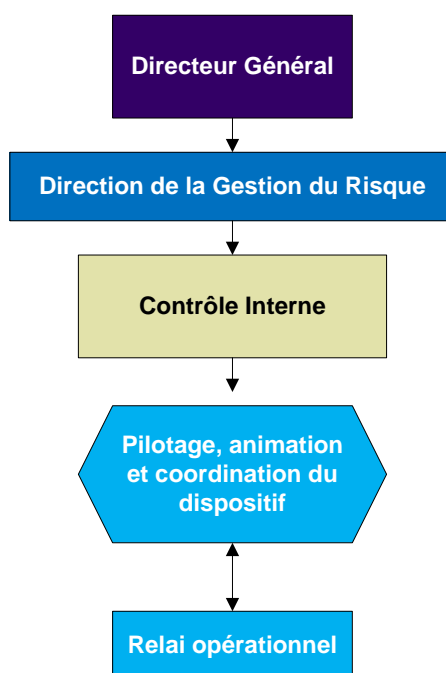 Directeur Général
Direction de la Gestion du Risque
Contrôle Interne
Pilotage, animation
et coordination du
dispositif
Relai opérationnel